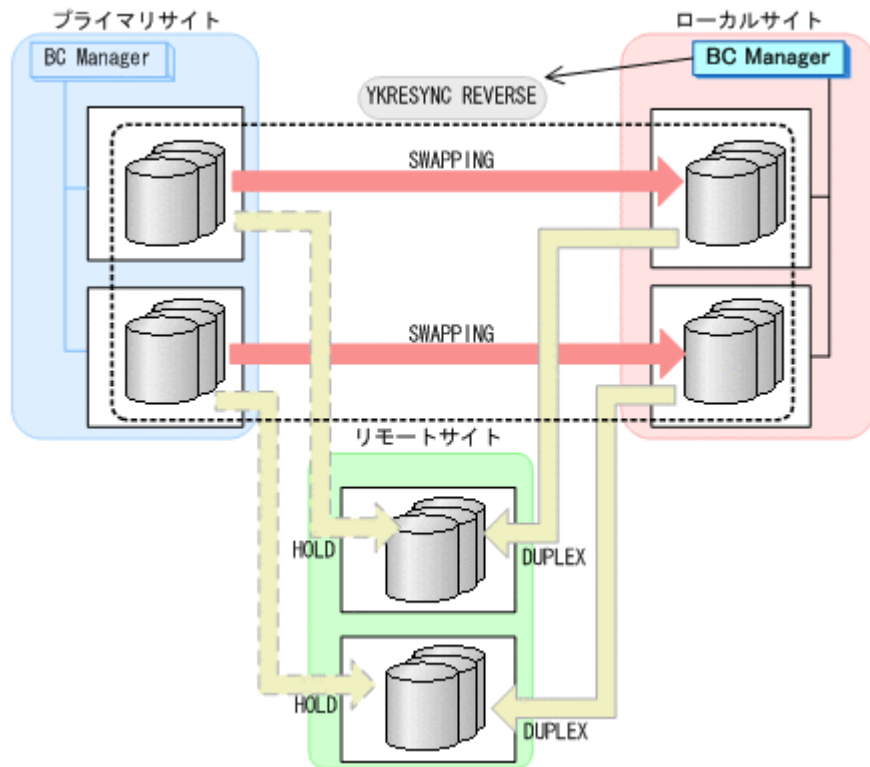 プライマリサイト
ローカルサイト
BC Manager
BC Manager
YKRESYNC REVERSE
SWAPPING
SWAPPING
リモートサイト
HOLD
DUPLEX
HOLD
DUPLEX